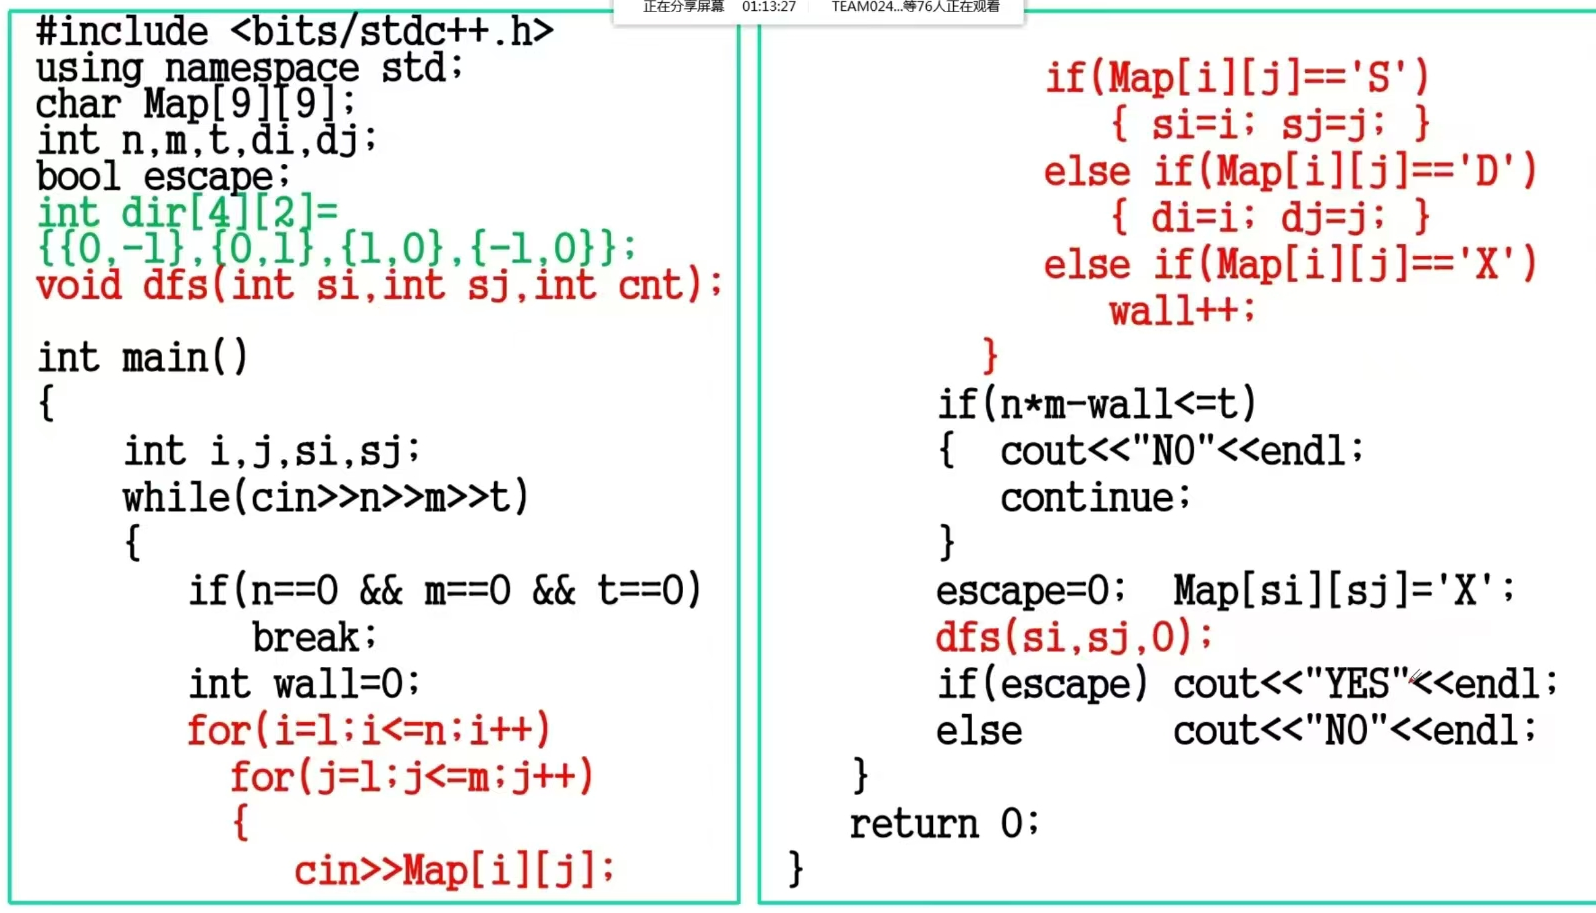 正在分享屏幕 01:13:27 TEAM024...等76人正在观看
#include <bits/stdc++.h>
using namespace std;
char Map[9][9];
int n,m,t,di,dj;
bool escape;
int dir[4][2]=
{{0,-1},{0,1},{1,0},{-1,0}};
void dfs(int si,int sj,int cnt);
int main()
{
int i,j,si,sj;
while(cin>>n>>m>>t)
{
if(n==0 && m==0 && t==0)
break;
int wall=0;
for(i=1;i<=n;i++)
for(j=1;j<=m;j++)
{
cin>>Map[i][j];
if(Map[i][j]=='S')
{ si=i; sj=j; }
else if(Map[i][j]=='D')
{ di=i; dj=j; }
else if(Map[i][j]=='X')
wall++;
}
if(n*m-wall<=t)
{ cout<<"NO"<<endl;
continue;
}
escape=0; Map[si][sj]='X';
dfs(si,sj,0);
if(escape) cout<<"YES"<<endl;
else cout<<"NO"<<endl;
}
return 0;
}